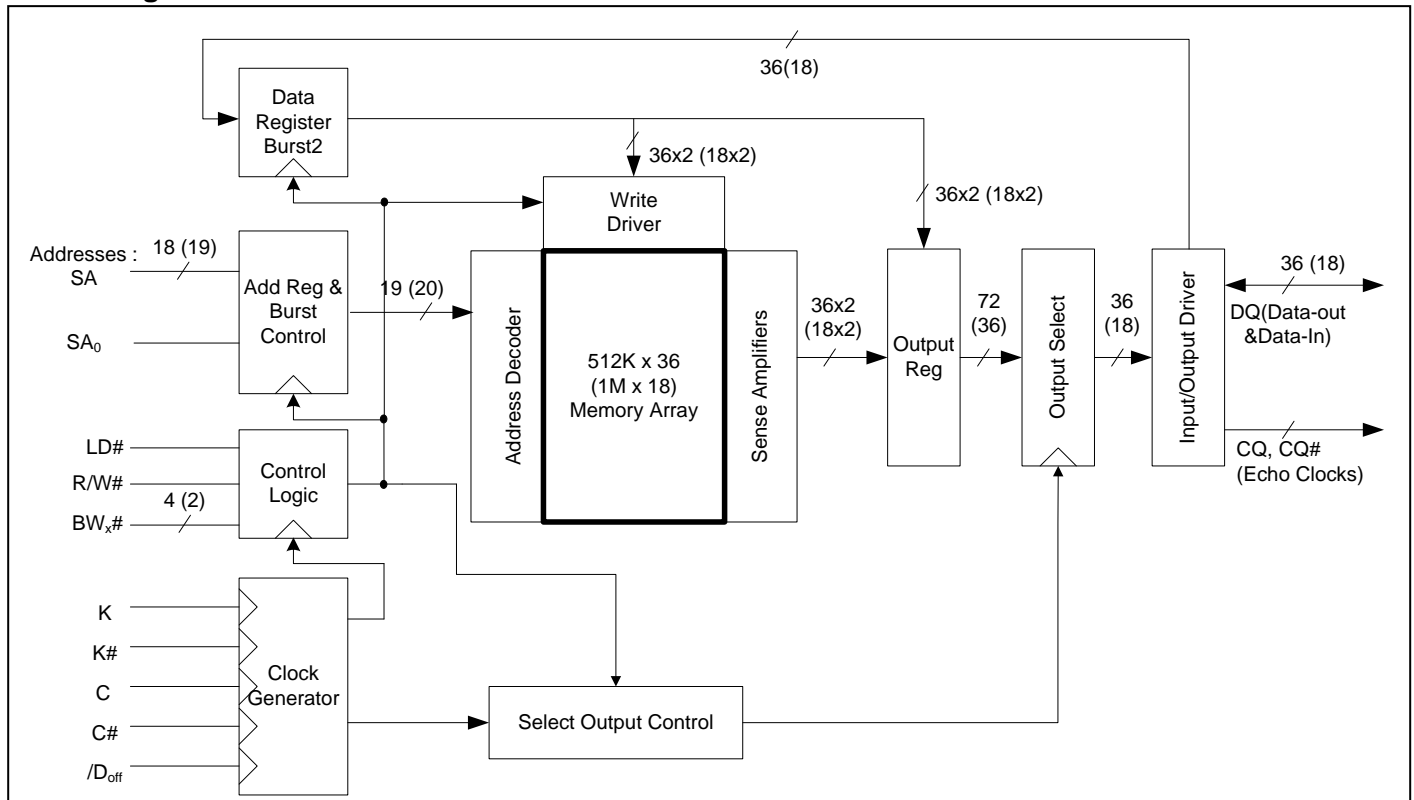 36(18)
Data
Register
Burst2
36x2 (18x2)
Write
Driver
36x2 (18x2)
Addresses :
SA
18 (19)
SA₀
Add Reg &
Burst
Control
19 (20)
Address Decoder
512K x 36
(1M x 18)
Memory Array
Sense Amplifiers
36x2
(18x2)
Output
Reg
72
(36)
Output Select
36
(18)
Input/Output Driver
36 (18)
DQ(Data-out
&Data-In)
CQ, CQ#
(Echo Clocks)
LD#
R/W#
BWₓ#
4 (2)
Control
Logic
K
K#
C
C#
/Doff
Clock
Generator
Select Output Control